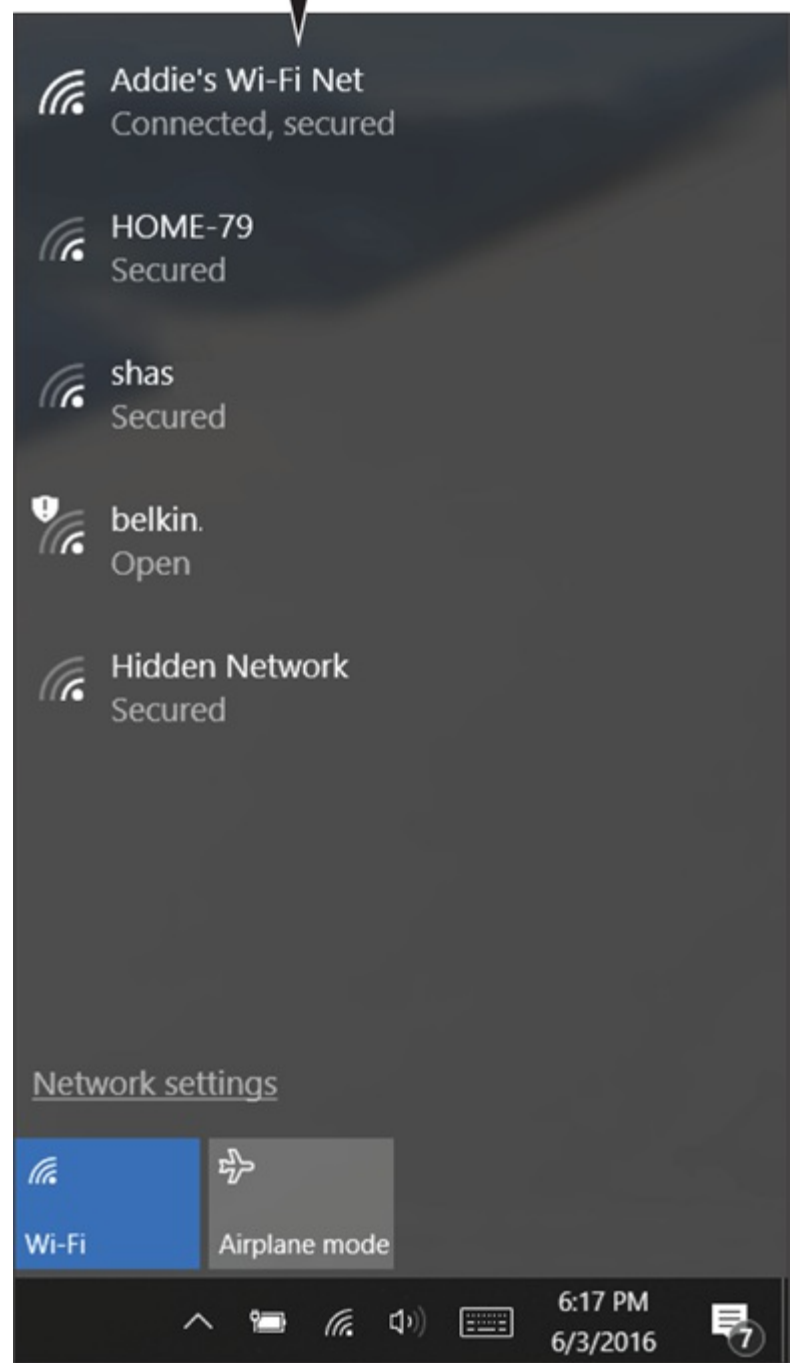 Addie's Wi-Fi Net
Connected, secured
HOME-79
Secured
shas
Secured
belkin.
Open
Hidden Network
Secured
Network settings
Wi-Fi
Airplane mode
6:17 PM
6/3/2016
7